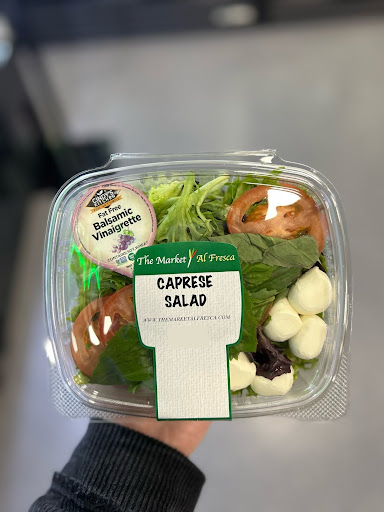 Fat Free
Balsamic
Vinaigrette
The Market Al Fresca
CAPRESE
SALAD
WWW.THEMARKETALFRESCA.COM